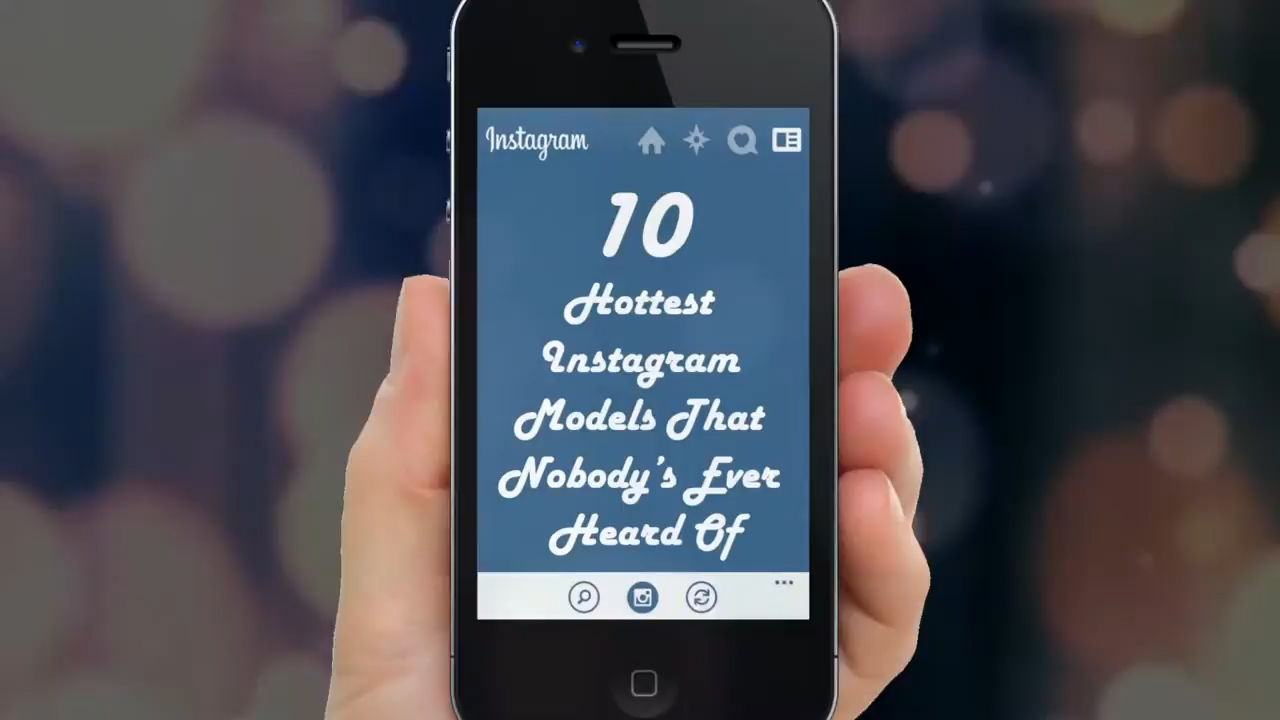 Instagram
10
Hottest
Instagram
Models That
Nobody's Ever
Heard Of